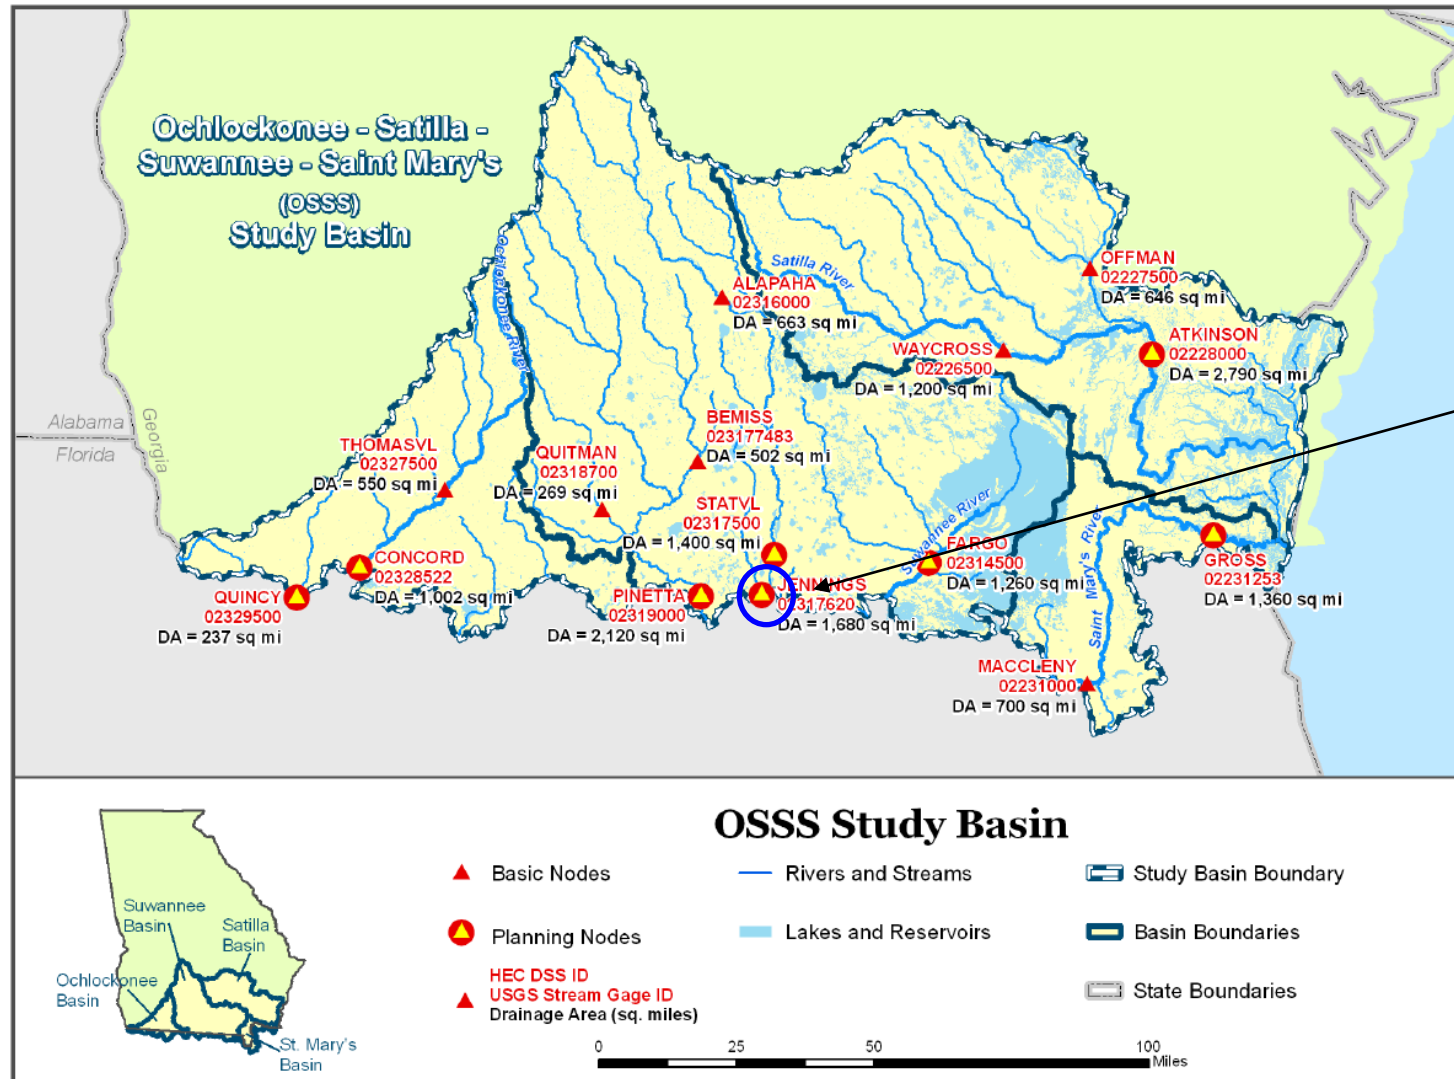 Ochlockonee - Satilla -
Suwannee - Saint Mary's
(OSSS)
Study Basin
Ochlockonee River
Satilla River
OFFMAN
02227500
DA = 646 sq mi
ALAPAHA
02316000
DA = 663 sq mi
ATKINSON
02228000
DA = 2,790 sq mi
WAYCROSS
02226500
DA = 1,200 sq mi
Alabama
Florida
Georgia
BEMISS
023177483
DA = 502 sq mi
THOMASVL
02327500
DA = 550 sq mi
QUITMAN
02318700
DA = 269 sq mi
STATVL
02317500
DA = 1,400 sq mi
Suwannee River
Saint Mary's River
CONCORD
02328522
DA = 1,002 sq mi
FARGO
02314500
DA = 1,260 sq mi
GROSS
02231253
DA = 1,360 sq mi
QUINCY
02329500
DA = 237 sq mi
PINETTA
02319000
DA = 2,120 sq mi
JENNINGS
02317620
DA = 1,680 sq mi
MACCLENY
02231000
DA = 700 sq mi
OSSS Study Basin
Basic Nodes
Rivers and Streams
Study Basin Boundary
Planning Nodes
Lakes and Reservoirs
Basin Boundaries
HEC DSS ID
USGS Stream Gage ID
Drainage Area (sq. miles)
State Boundaries
Suwannee
Basin
Satilla
Basin
Ochlockonee
Basin
St. Mary's
Basin
0 25 50 100
Miles